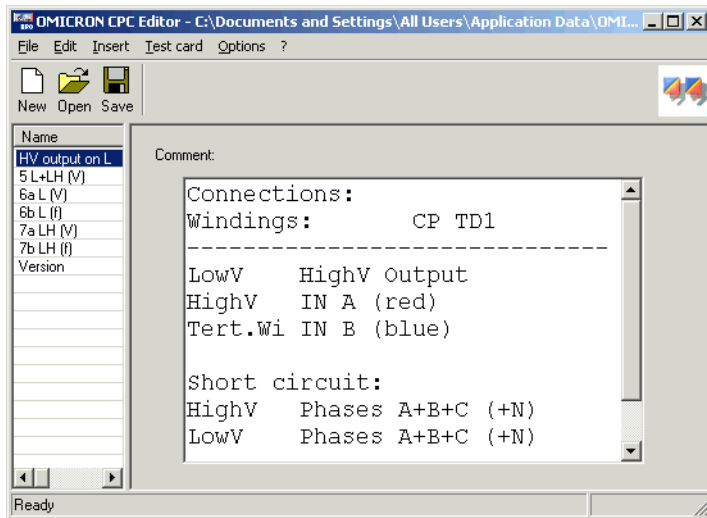 OMICRON CPC Editor - C:\Documents and Settings\All Users\Application Data\OMI...
File Edit Insert Test card Options ?
New Open Save
Name
HV output on L
5 L+LH (V)
6a L (V)
6b L (f)
7a LH (V)
7b LH (f)
Version
Comment:
Connections:
Windings: CP TD1
------------------------------
LowV HighV Output
HighV IN A (red)
Tert.Wi IN B (blue)
Short circuit:
HighV Phases A+B+C (+N)
LowV Phases A+B+C (+N)
Ready